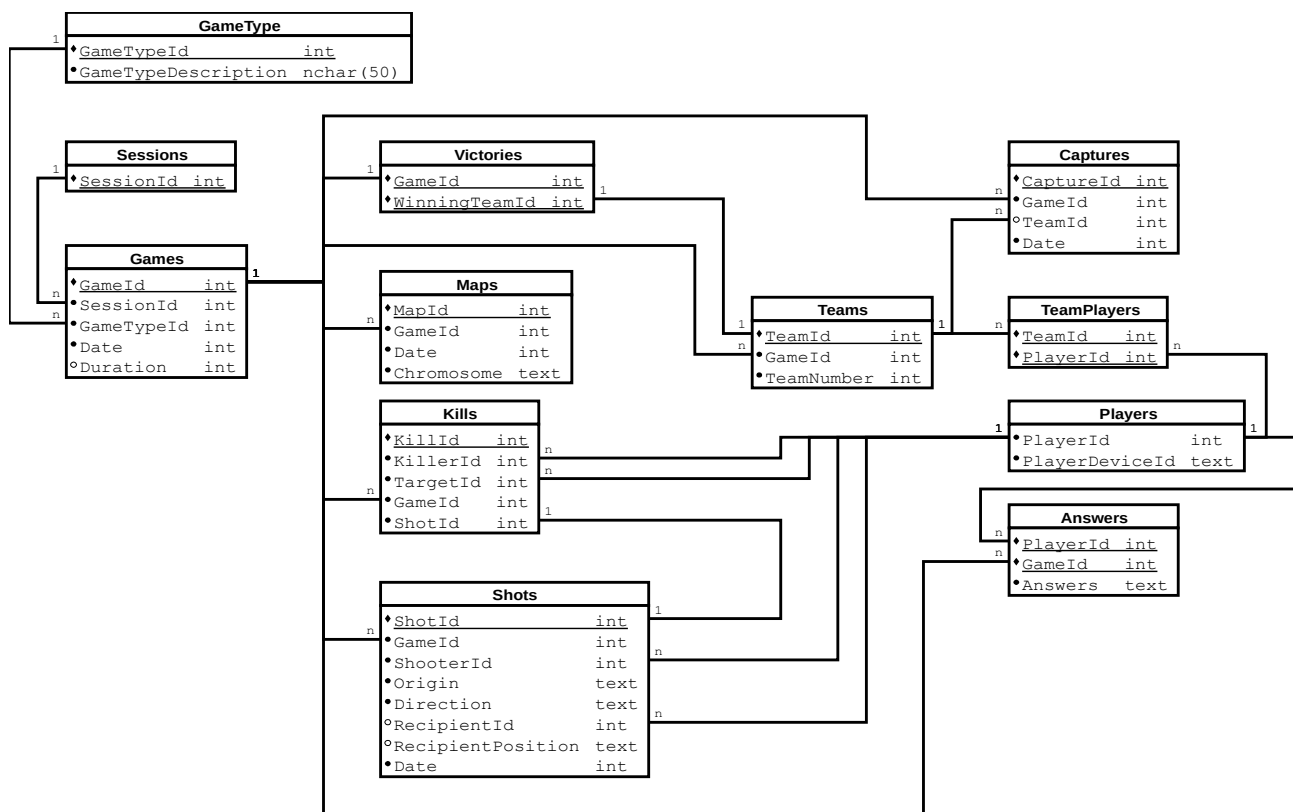 GameType
GameTypeId int
GameTypeDescription nchar(50)
1
Sessions
SessionId int
1
Victories
GameId int
WinningTeamId int
1
1
Captures
CaptureId int
GameId int
TeamId int
Date int
n
n
Games
GameId int
SessionId int
GameTypeId int
Date int
Duration int
1
n
n
Maps
MapId int
GameId int
Date int
Chromosome text
n
Teams
TeamId int
GameId int
TeamNumber int
1
n
1
TeamPlayers
TeamId int
PlayerId int
n
n
Kills
KillId int
KillerId int
TargetId int
GameId int
ShotId int
n
n
n
1
Players
PlayerId int
PlayerDeviceId text
1
1
Answers
PlayerId int
GameId int
Answers text
n
n
Shots
ShotId int
GameId int
ShooterId int
Origin text
Direction text
RecipientId int
RecipientPosition text
Date int
1
n
n
n